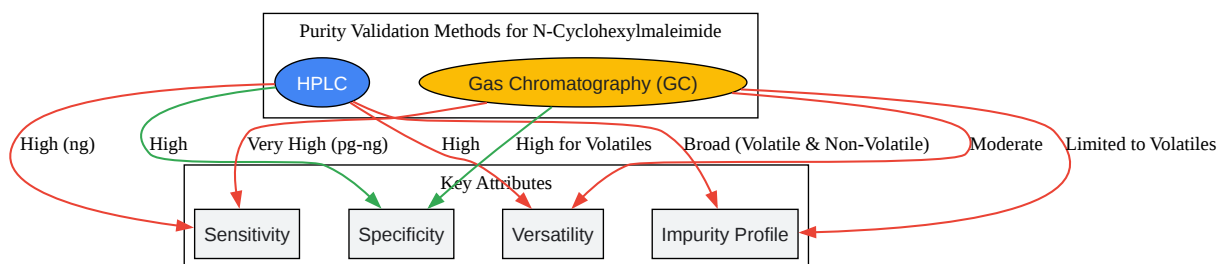 Purity Validation Methods for N-Cyclohexylmaleimide
HPLC
Gas Chromatography (GC)
High (ng)
High
Very High (pg-ng)
High
High for Volatiles
Broad (Volatile & Non-Volatile)
Moderate
Limited to Volatiles
Key Attributes
Sensitivity
Specificity
Versatility
Impurity Profile